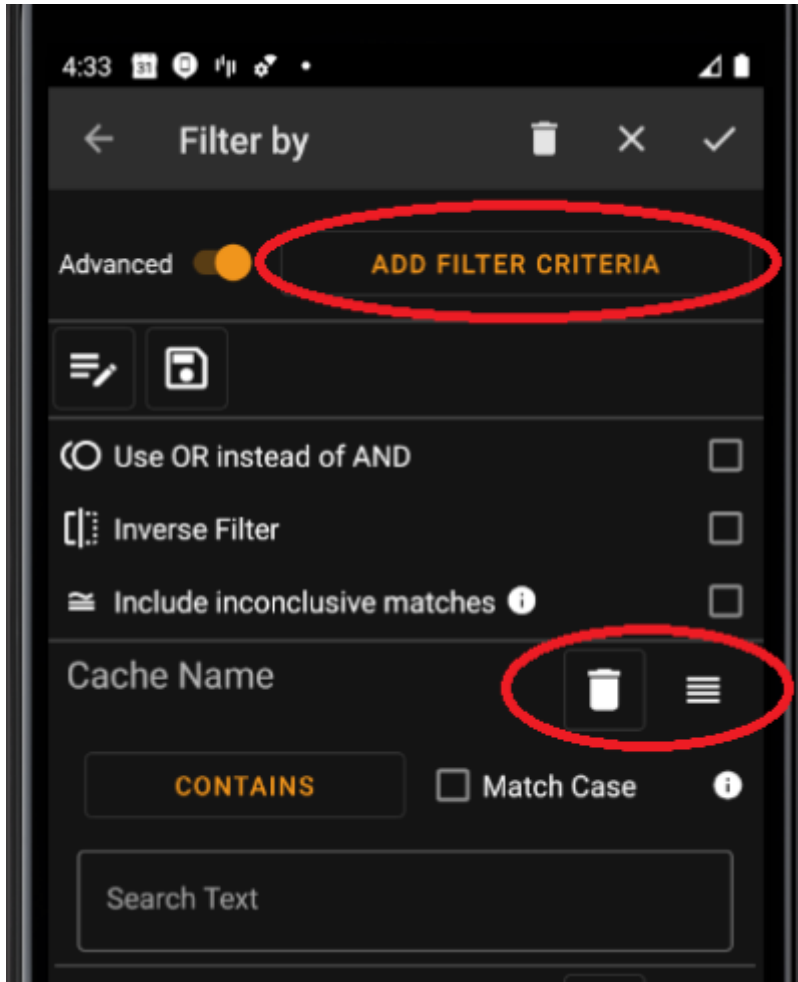 4:33 31
Filter by
Advanced ADD FILTER CRITERIA
Use OR instead of AND
Inverse Filter
Include inconclusive matches
Cache Name
CONTAINS Match Case
Search Text